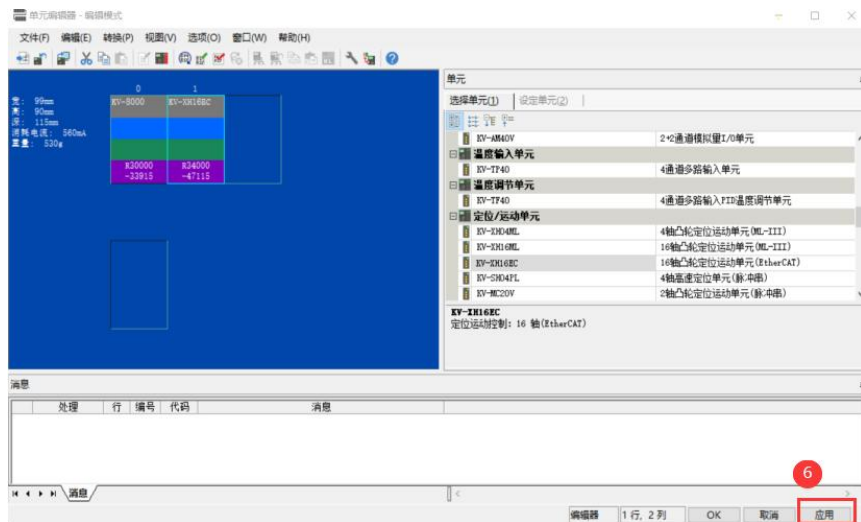 单元编辑器 - 编辑模式
文件(F) 编辑(E) 转换(P) 视图(V) 选项(O) 窗口(W) 帮助(H)
宽: 99mm
高: 90mm
深: 115mm
消耗电流: 560mA
重量: 530g
0 1
KV-8000 KV-XH16EC
R30000 R34000
-33915 -47115
单元
选择单元(1) 设定单元(2)
KV-AM40V 2+2通道模拟量I/O单元
温度输入单元
KV-TP40 4通道多路输入单元
温度调节单元
KV-TF40 4通道多路输入PID温度调节单元
定位/运动单元
KV-XH04ML 4轴凸轮定位运动单元(ML-III)
KV-XH16ML 16轴凸轮定位运动单元(ML-III)
KV-XH16EC 16轴凸轮定位运动单元(EtherCAT)
KV-SH04PL 4轴高速定位单元(脉冲串)
KV-MC20V 2轴凸轮定位运动单元(脉冲串)
KV-XH16EC
定位运动控制: 16 轴(EtherCAT)
消息
处理 行 编号 代码 消息
消息
6
编辑器 1 行, 2 列 OK 取消 应用